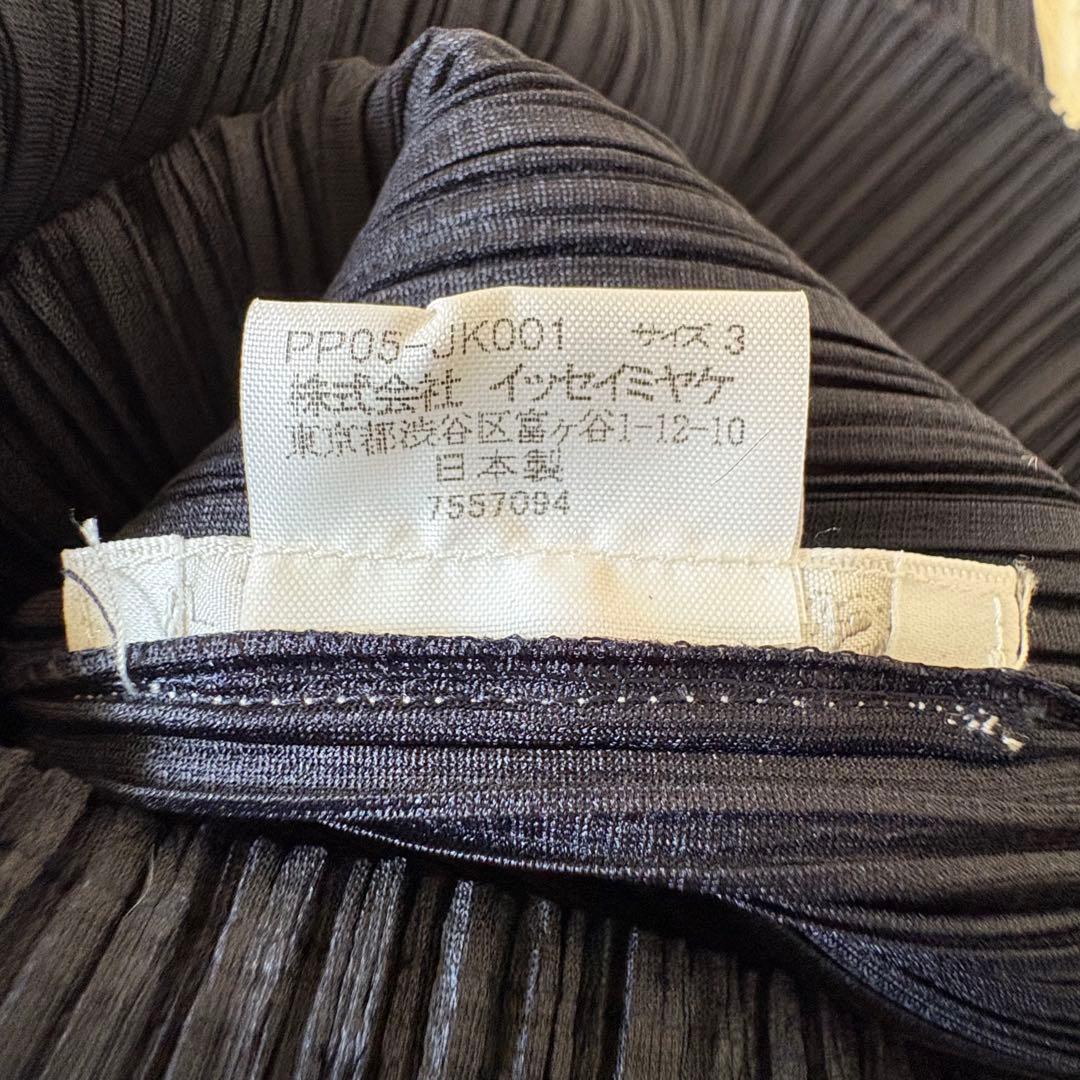 PP05-JK001 サイズ 3
株式会社 イッセイミヤケ
東京都渋谷区富ヶ谷1-12-10
日本製
7557094